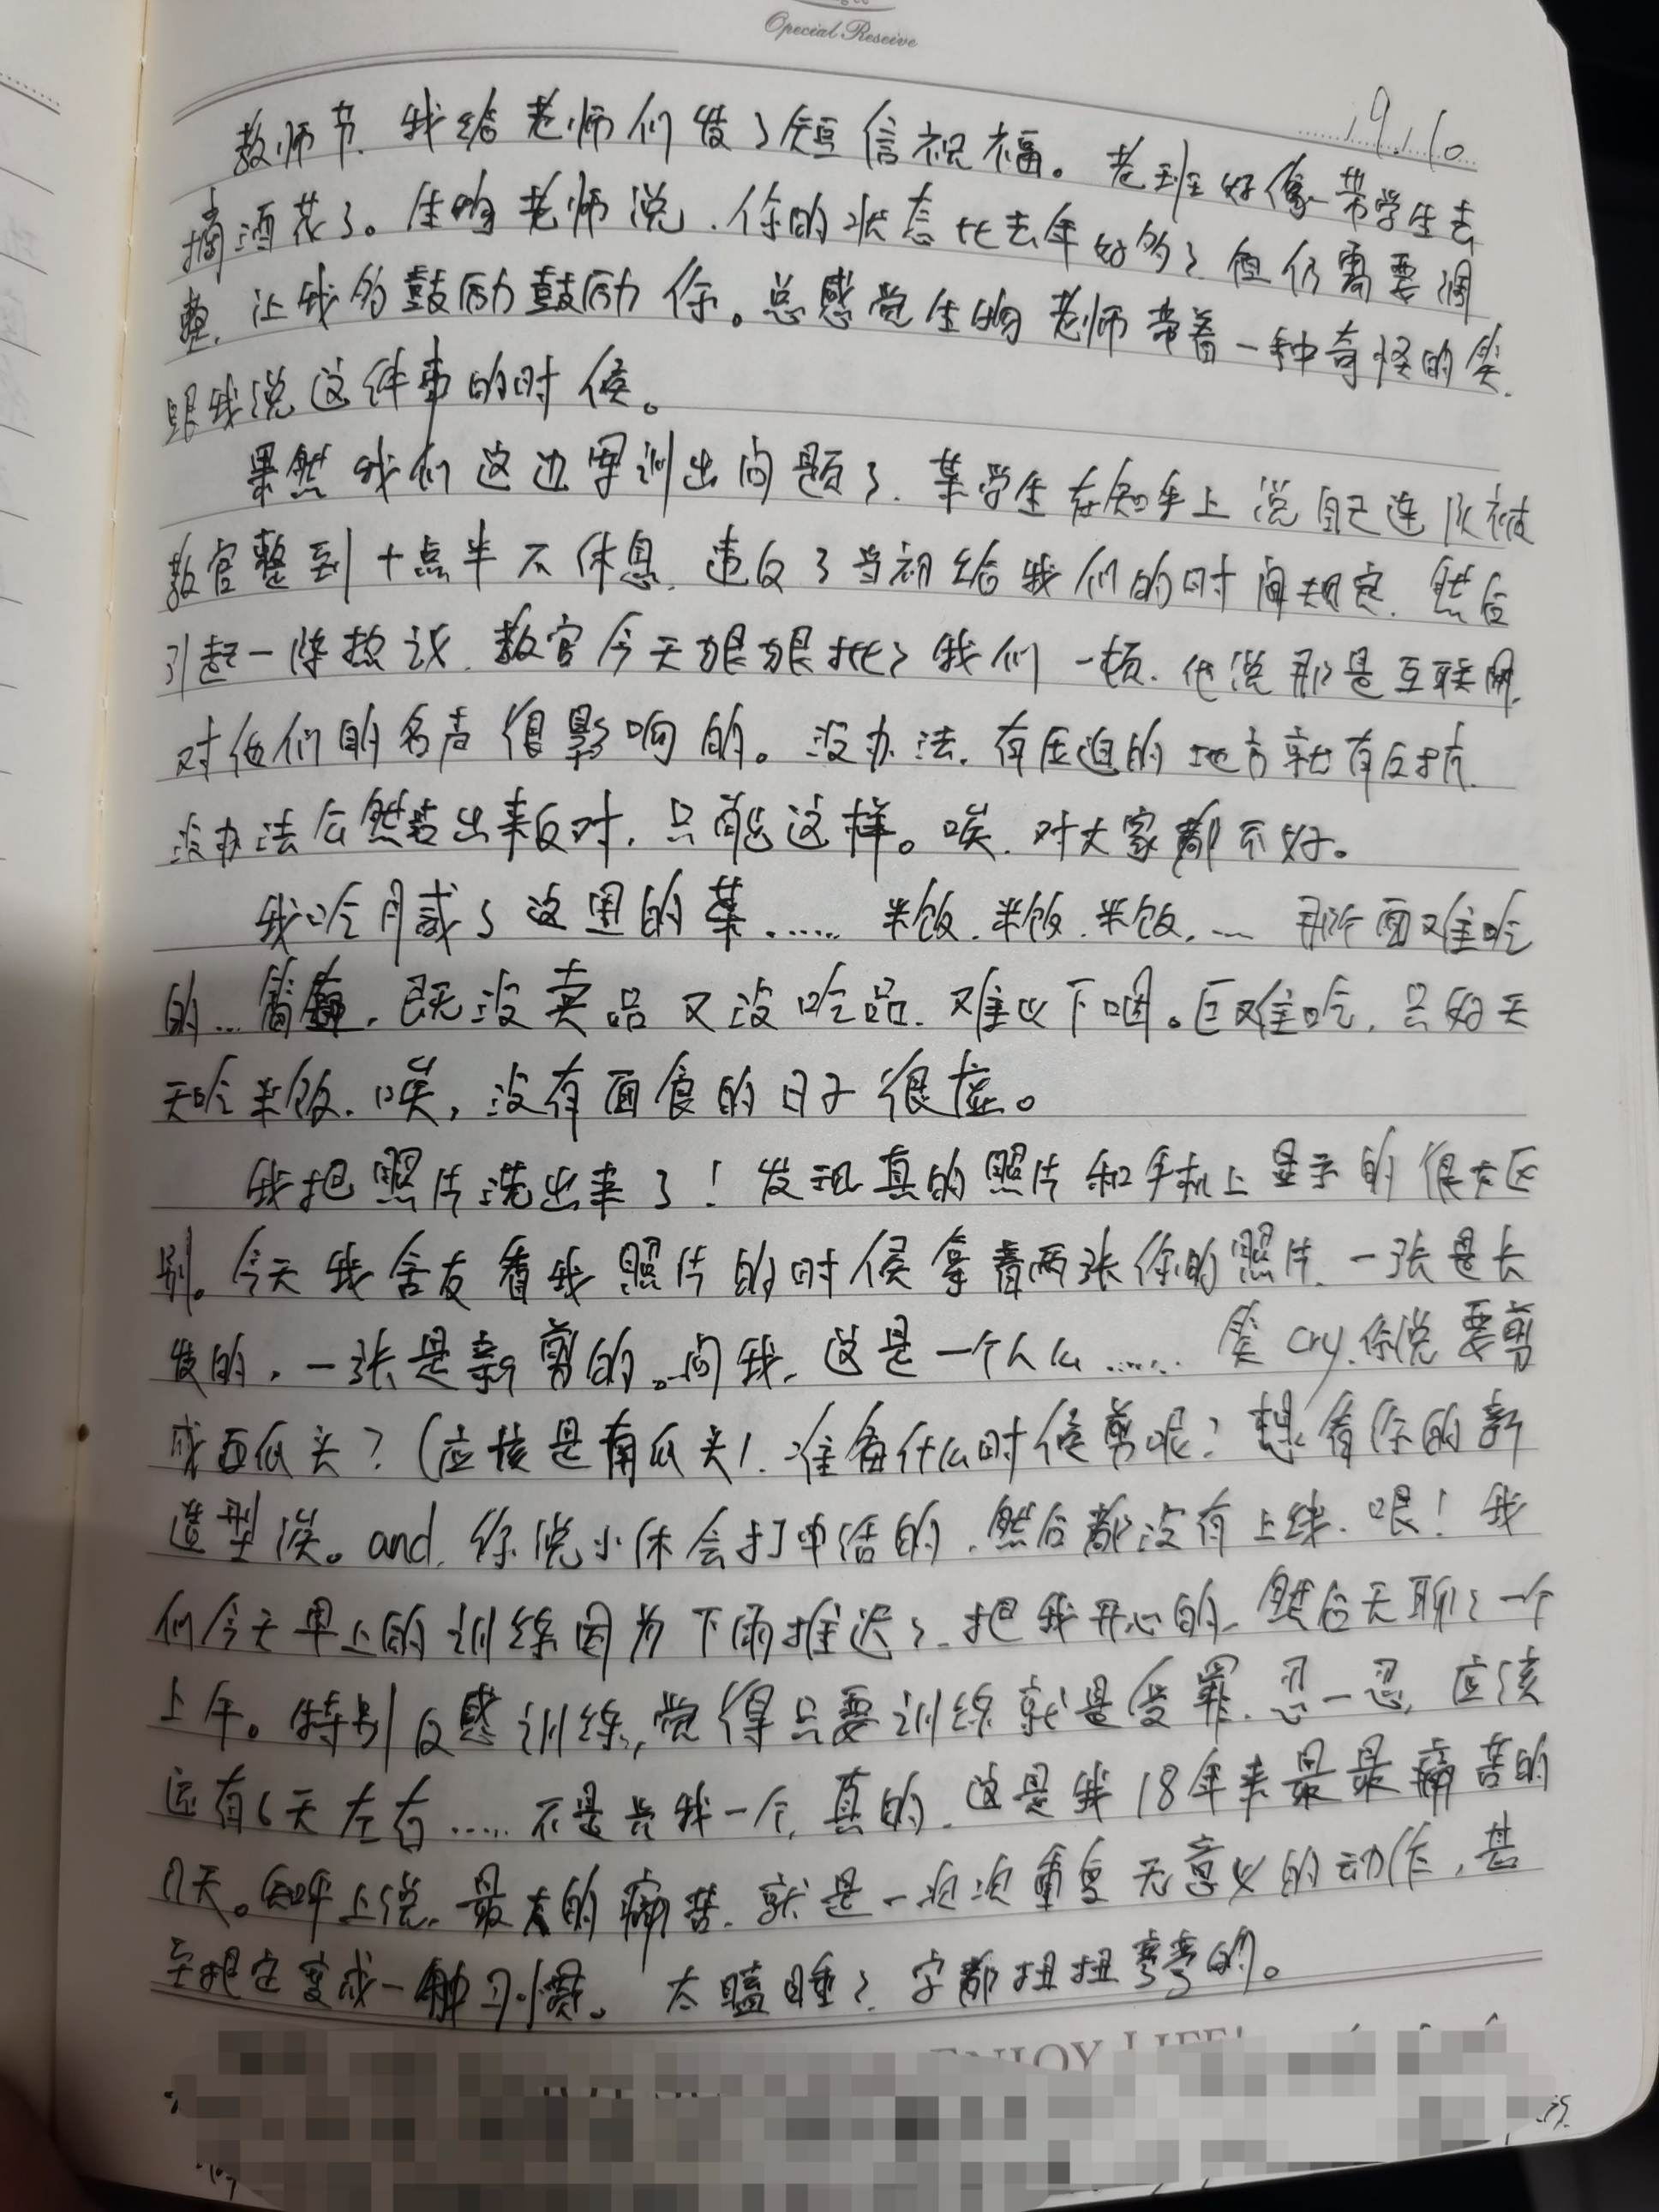 Special Reserve
9.10
教师节，我给老师们发了短信祝福。老班好像带学生去
摘酒花了。生物老师说，你的状态比去年好多了，但仍需要调
整，让我多鼓励鼓励你。总感觉生物老师带着一种奇怪的笑，
跟我说这件事的时候。
果然我们这边军训出问题了，某学生在知乎上说自己连队被
教官整到十点半不休息，违反了当初给我们的时间规定，然后
引起一阵热议，教官今天狠狠批了我们一顿，他说那是互联网，
对他们的名声很影响的。没办法，有压迫的地方就有反抗，
没办法公然站出来反对，只能这样。唉，对大家都不好。
我吃月戒了这里的菜…… 米饭，米饭，米饭，… 那面难吃
的…，既没卖品又没吃品，难以下咽。巨难吃，只好天
天吃米饭，唉，没有面食的日子很虚。
我把照片洗出来了！发现真的照片和手机上显示的很大区
别。今天我舍友看我照片的时候拿着两张你的照片，一张是长
发的，一张是新剪的。问我，这是一个人么…… 笑cry，你说要剪
成西瓜头？（应该是南瓜头），准备什么时候剪呢？想看你的新
造型诶。and，你说小休会打电话的，然后都没有上线，哏！我
们今天早上的训练因为下雨推迟了，把我开心的，然后天聊了一个
上午。特别反感训练，觉得只要训练就是受罪，忍一忍，应该
还有6天左右…… 不是光我一个，真的，这是我18年来最最痛苦的
几天。知乎上说，最大的痛苦，就是一次次重复无意义的动作，甚
至把它变成一种习惯。 太瞌睡了，字都扭扭弯弯的。
ENJOY LIFE!